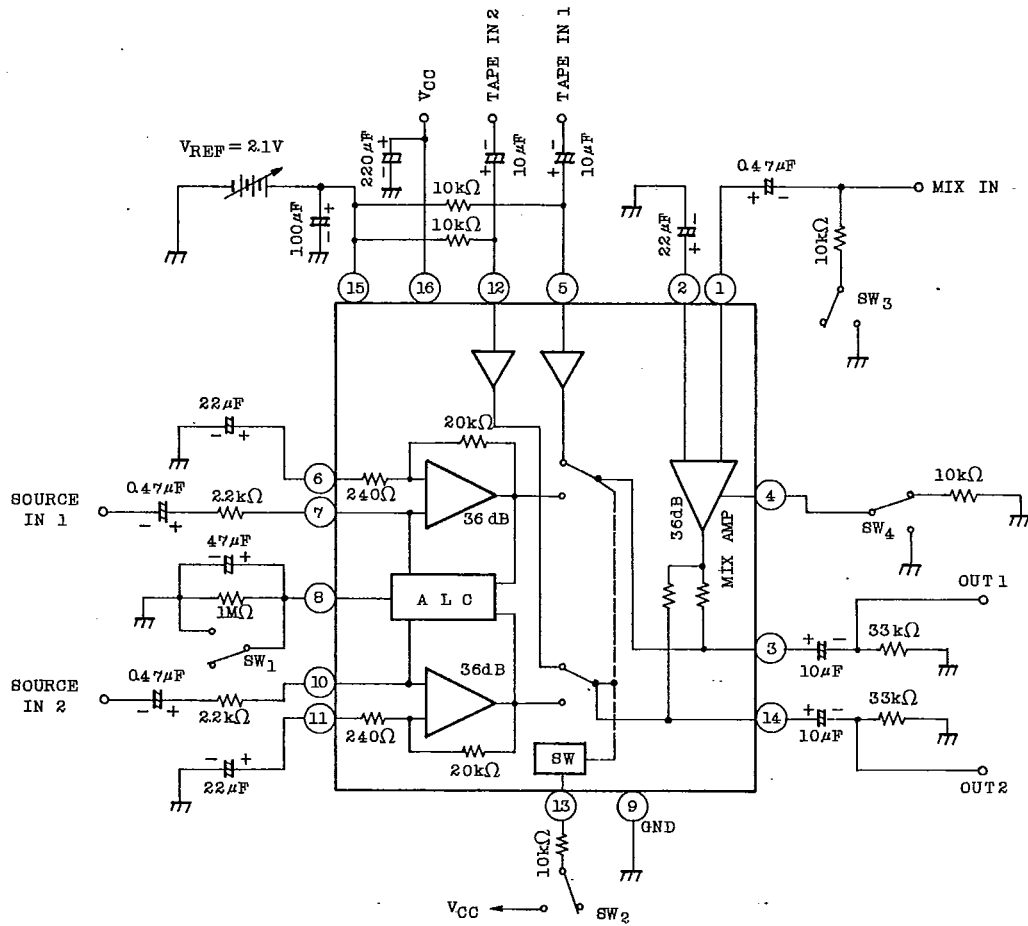 TAPE IN 2
TAPE IN 1
VCC
VREF = 2.1V
220μF
+
-
-
+
10μF
-
+
10μF
0.47μF
+
-
MIX IN
100μF
+
-
10kΩ
10kΩ
22μF
-
+
10kΩ
SW3
15
16
12
5
2
1
22μF
-
+
20kΩ
6
240Ω
SOURCE
IN 1
0.47μF
-
+
2.2kΩ
7
36dB
36dB
MIX AMP
4
10kΩ
SW4
47μF
-
+
1MΩ
8
ALC
SW1
OUT1
3
+
-
10μF
33kΩ
SOURCE
IN 2
0.47μF
-
+
2.2kΩ
10
36dB
11
240Ω
20kΩ
-
+
22μF
14
+
-
10μF
33kΩ
OUT2
SW
13
9
GND
10kΩ
VCC
SW2